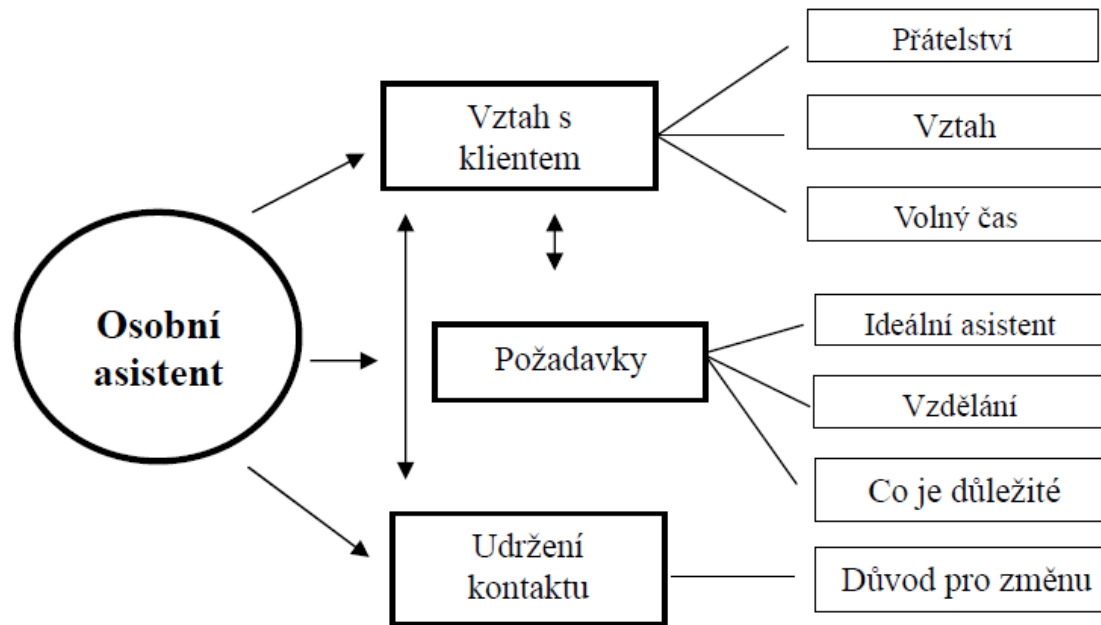 Přátelství
Vztah s
klientem
Vztah
Volný čas
Osobní
asistent
Požadavky
Ideální asistent
Vzdělání
Co je důležité
Udržení
kontaktu
Důvod pro změnu